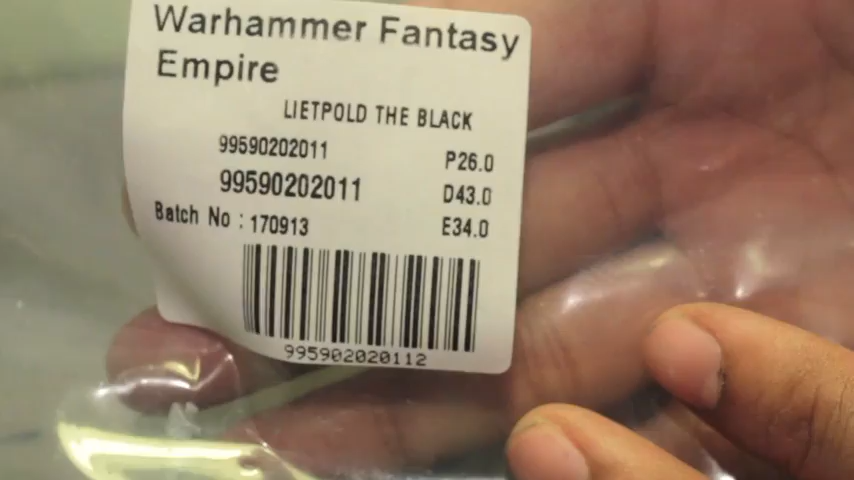 Warhammer Fantasy
Empire
LIETPOLD THE BLACK
99590202011 P26.0
99590202011 D43.0
Batch No : 170913 E34.0
995902020112